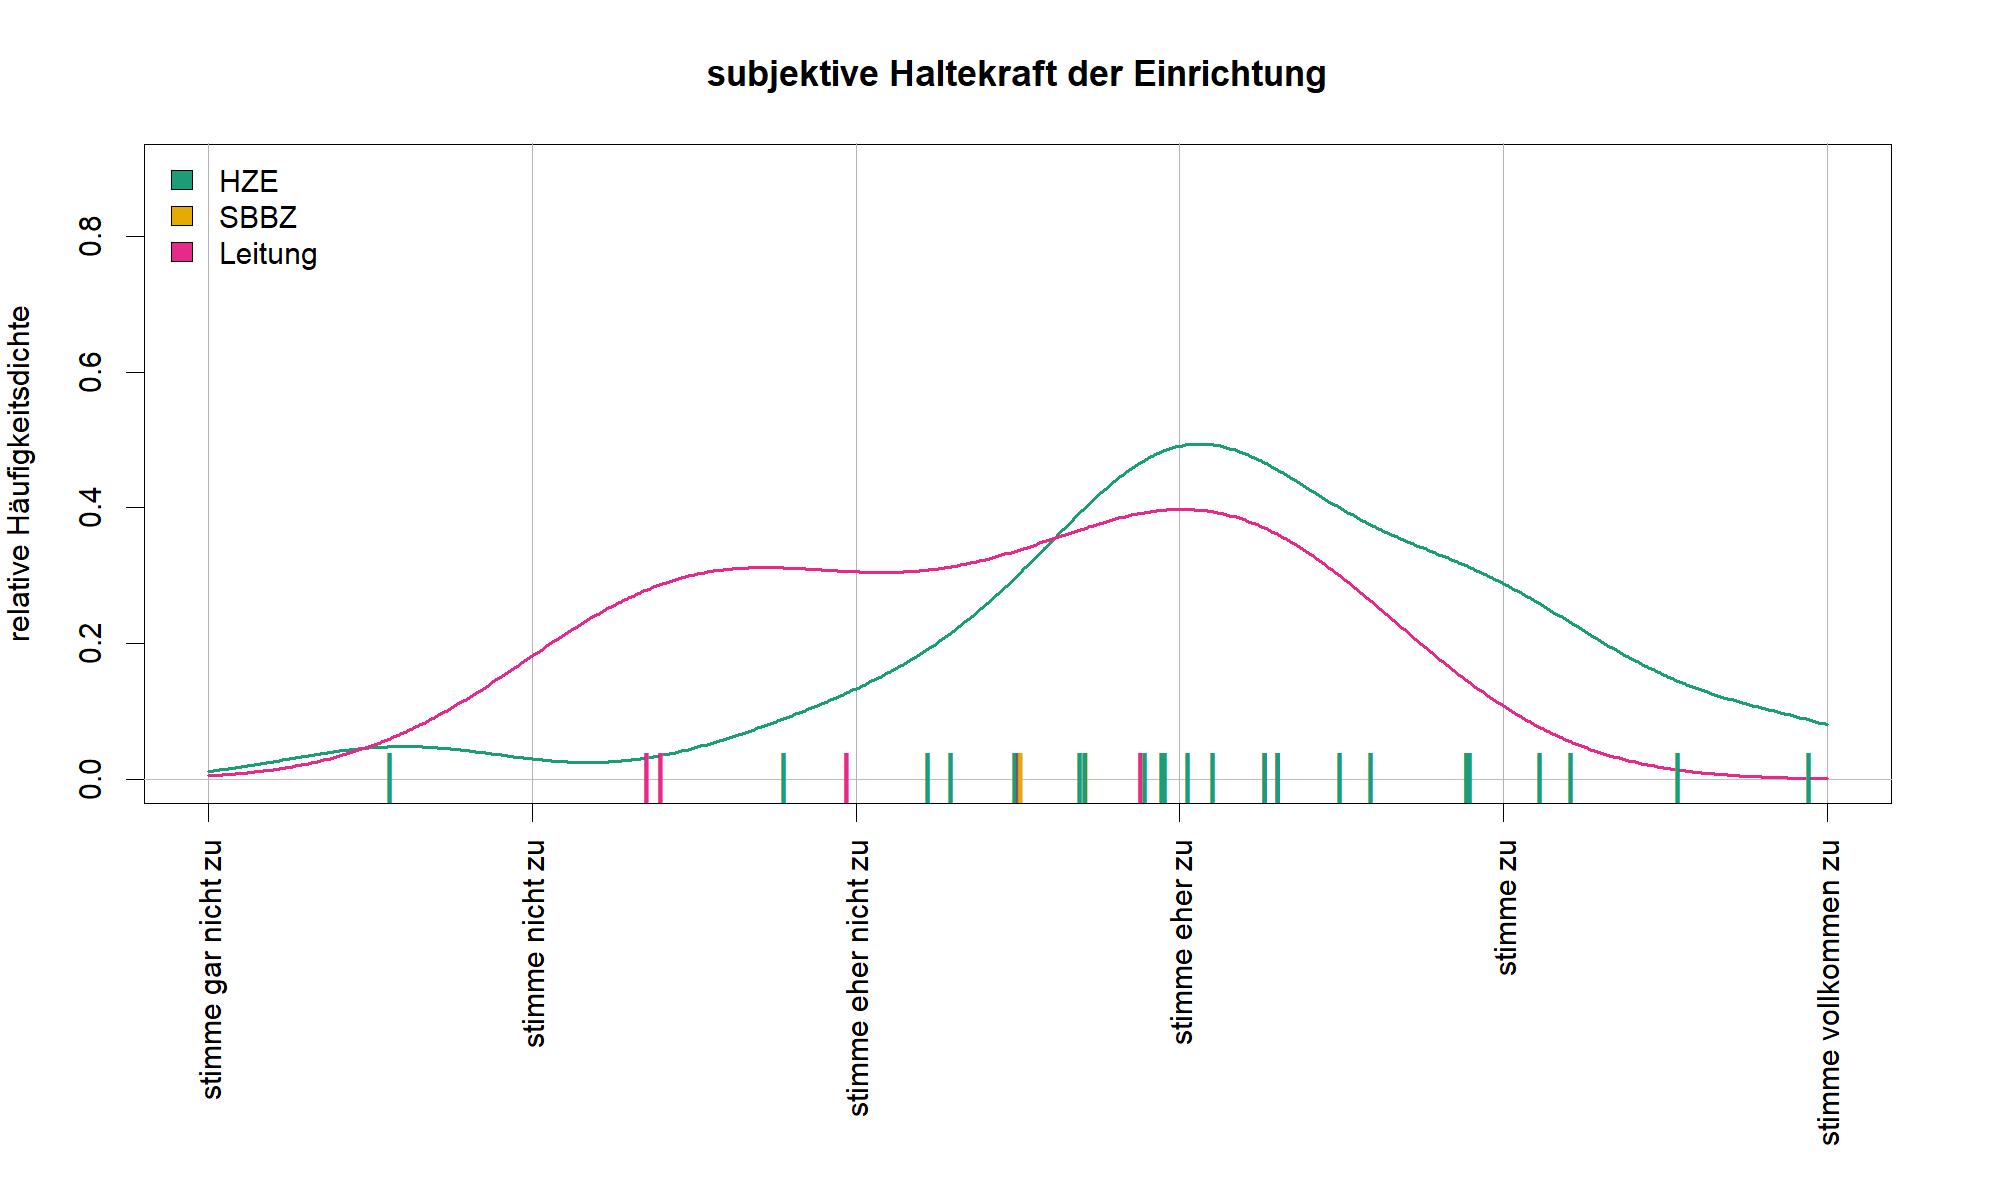 subjektive Haltekraft der Einrichtung
HZE
SBBZ
Leitung
relative Häufigkeitsdichte
0.8
0.6
0.4
0.2
0.0
stimme gar nicht zu
stimme nicht zu
stimme eher nicht zu
stimme eher zu
stimme zu
stimme vollkommen zu